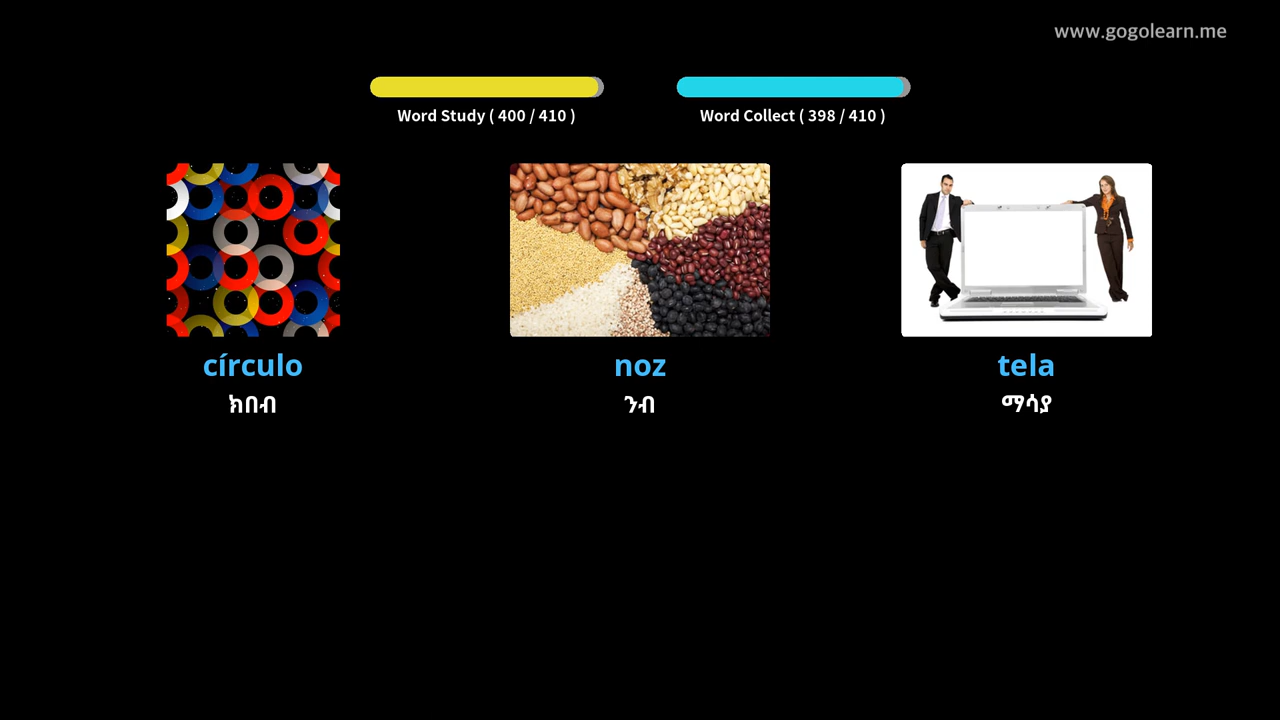 www.gogolearn.me
Word Study ( 400 / 410 )
Word Collect ( 398 / 410 )
círculo
noz
tela
ክበብ
ንብ
ማሳያ